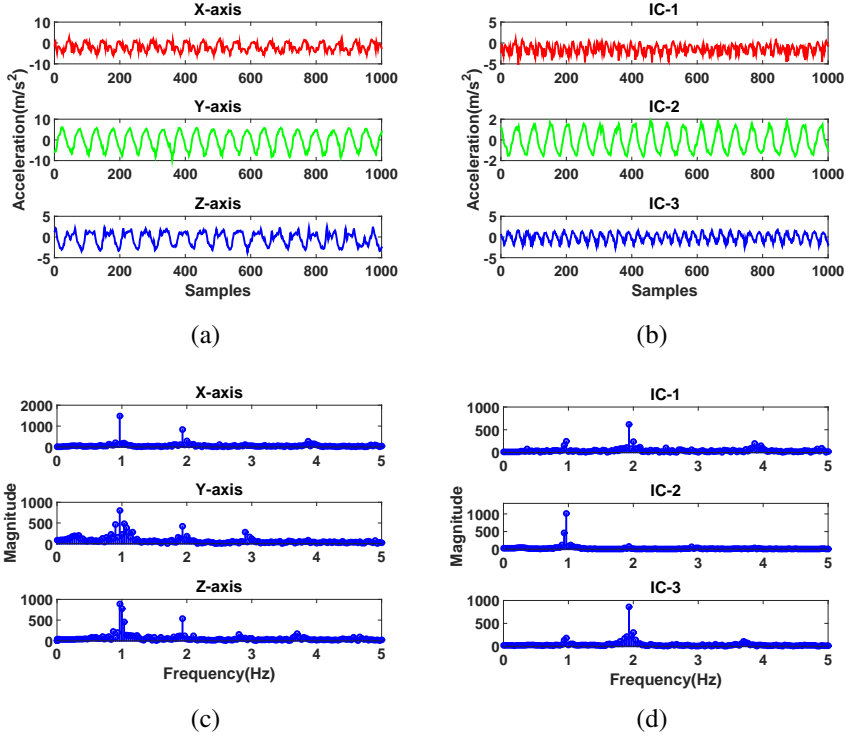 X-axis
10
0
-10
0 200 400 600 800 1000
Y-axis
10
0
-10
0 200 400 600 800 1000
Z-axis
5
0
-5
0 200 400 600 800 1000
Acceleration(m/s²)
Samples
(a)
IC-1
5
0
-5
0 200 400 600 800 1000
IC-2
2
0
-2
0 200 400 600 800 1000
IC-3
5
0
-5
0 200 400 600 800 1000
Acceleration(m/s²)
Samples
(b)
X-axis
2000
1000
0
0 1 2 3 4 5
Y-axis
1000
500
0
0 1 2 3 4 5
Z-axis
1000
500
0
0 1 2 3 4 5
Magnitude
Frequency(Hz)
(c)
IC-1
1000
500
0
0 1 2 3 4 5
IC-2
1000
500
0
0 1 2 3 4 5
IC-3
1000
500
0
0 1 2 3 4 5
Magnitude
Frequency(Hz)
(d)